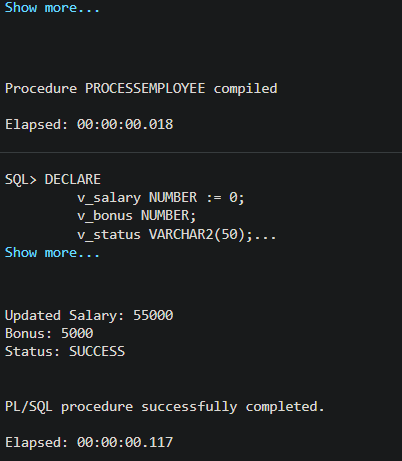 Show more...
Procedure PROCESSEMPLOYEE compiled
Elapsed: 00:00:00.018
SQL> DECLARE
v_salary NUMBER := 0;
v_bonus NUMBER;
v_status VARCHAR2(50);...
Show more...
Updated Salary: 55000
Bonus: 5000
Status: SUCCESS
PL/SQL procedure successfully completed.
Elapsed: 00:00:00.117